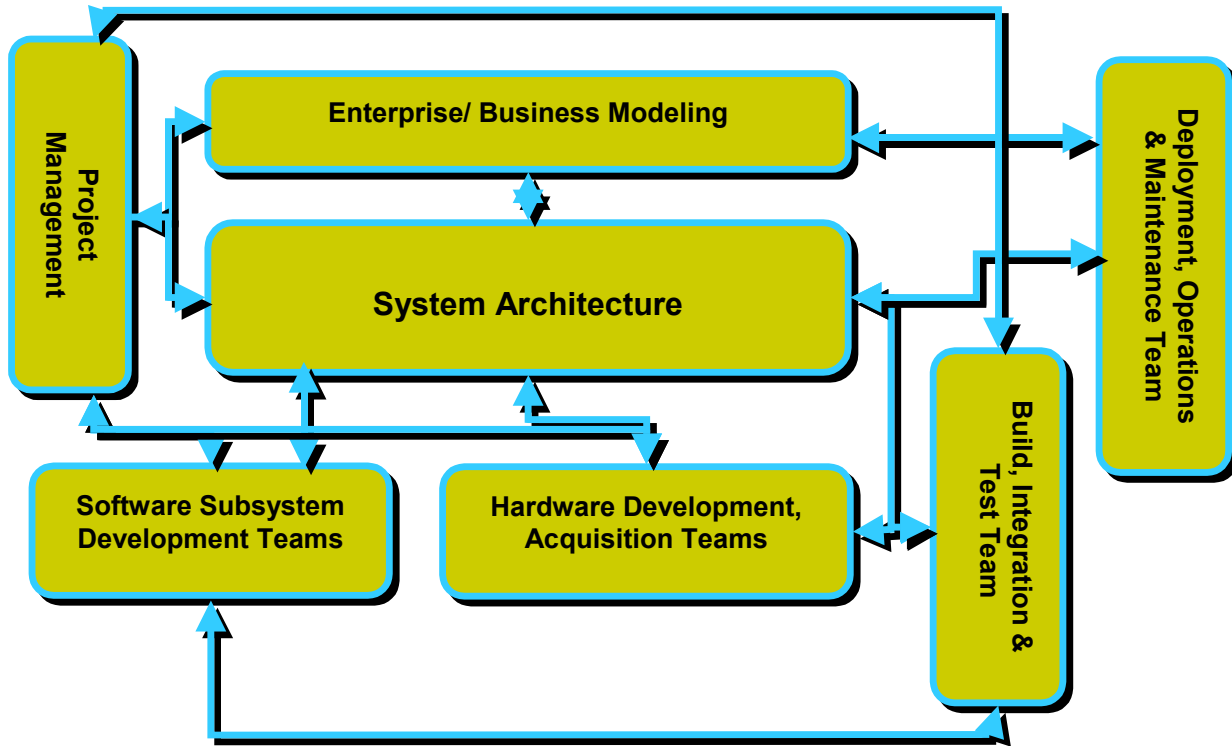 Project
Management
Enterprise/ Business Modeling
System Architecture
Software Subsystem
Development Teams
Hardware Development,
Acquisition Teams
Build, Integration &
Test Team
Deployment, Operations
& Maintenance Team